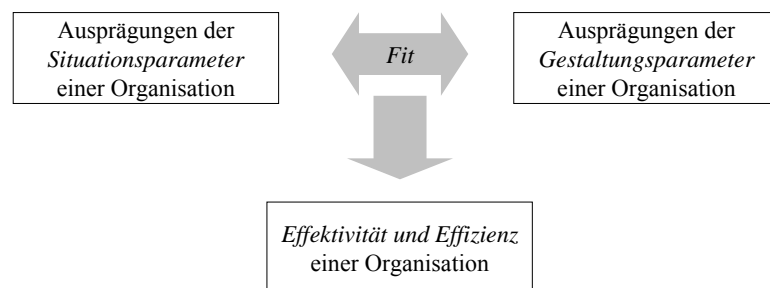 Ausprägungen der
Situationsparameter
einer Organisation
Fit
Ausprägungen der
Gestaltungsparameter
einer Organisation
Effektivität und Effizienz
einer Organisation